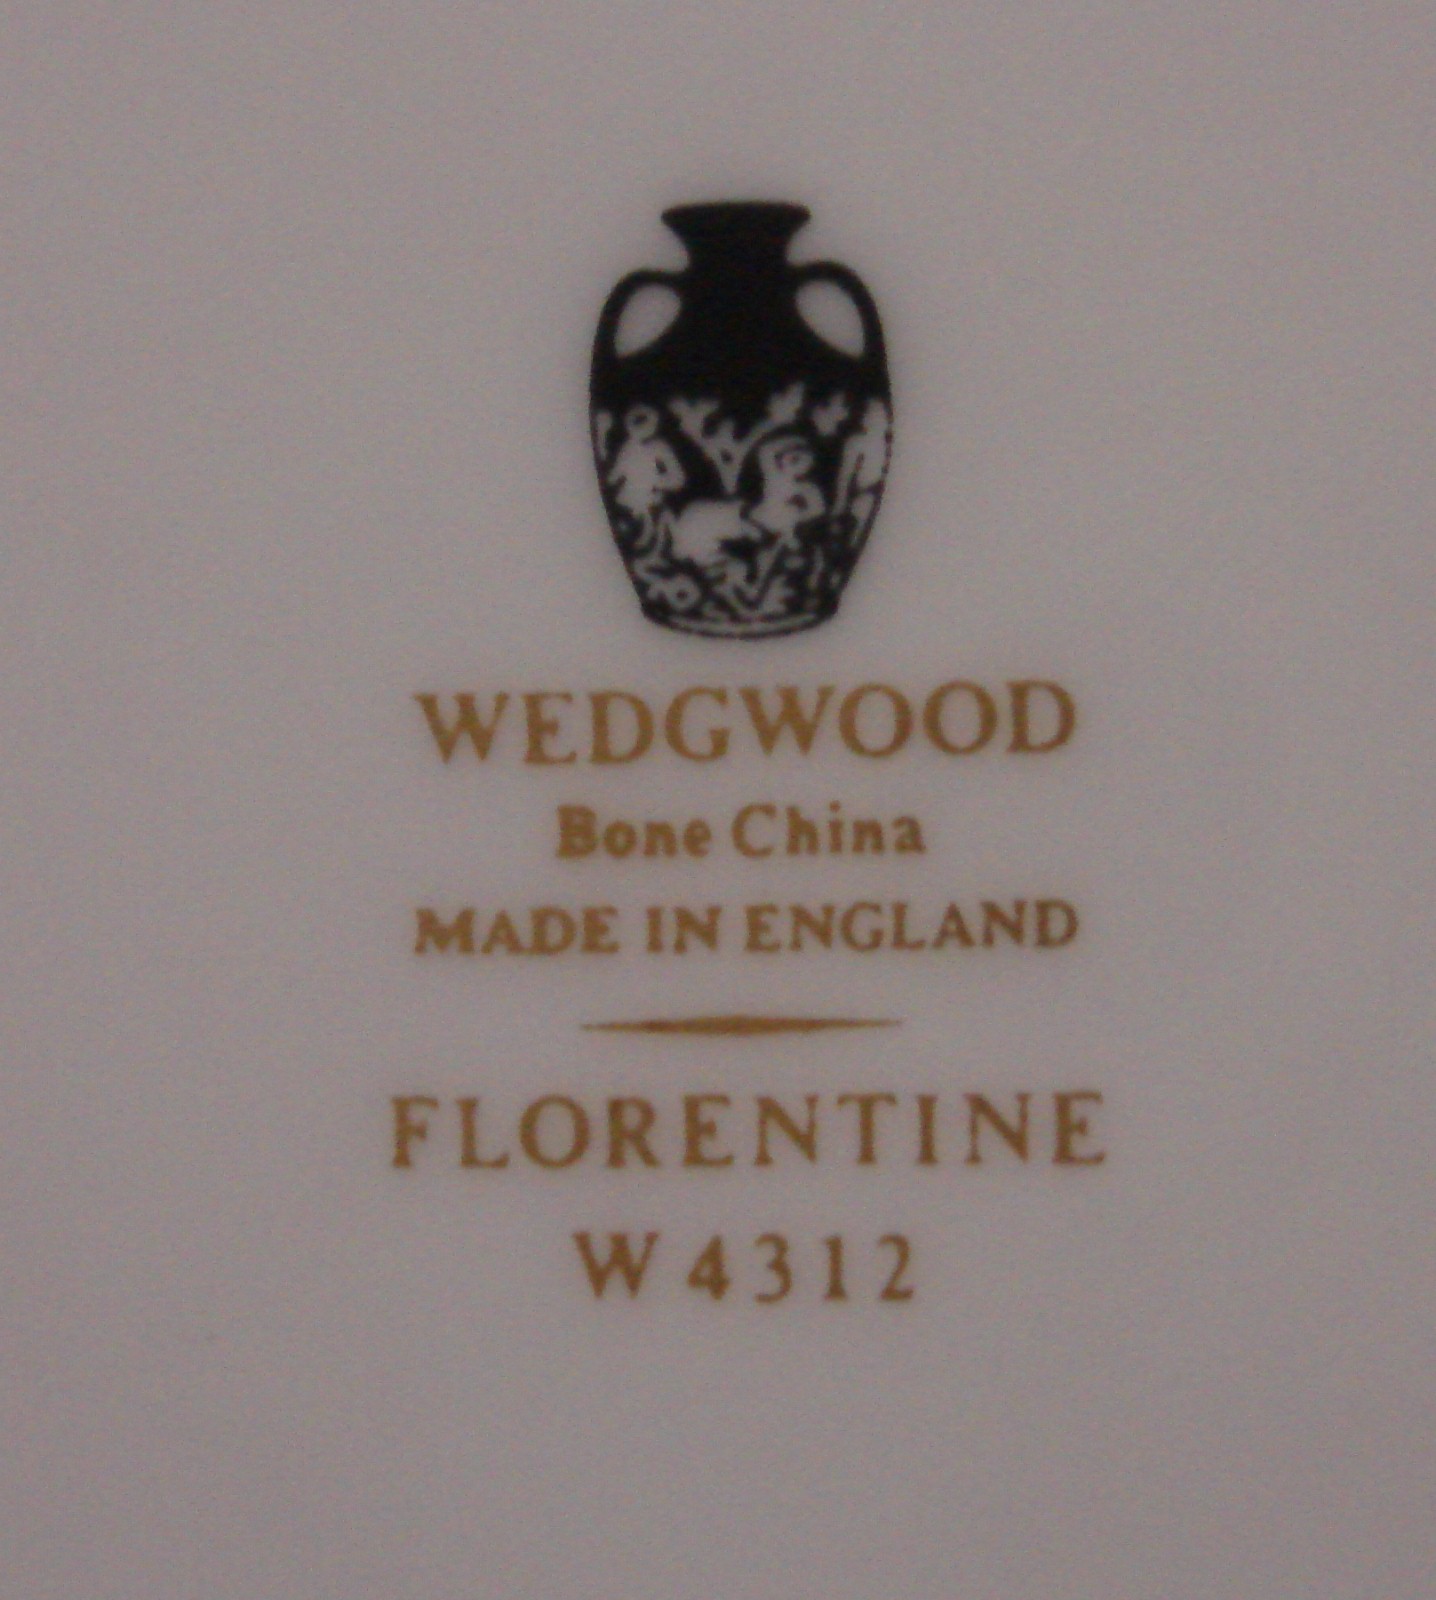 WEDGWOOD
Bone China
MADE IN ENGLAND
FLORENTINE
W 4312